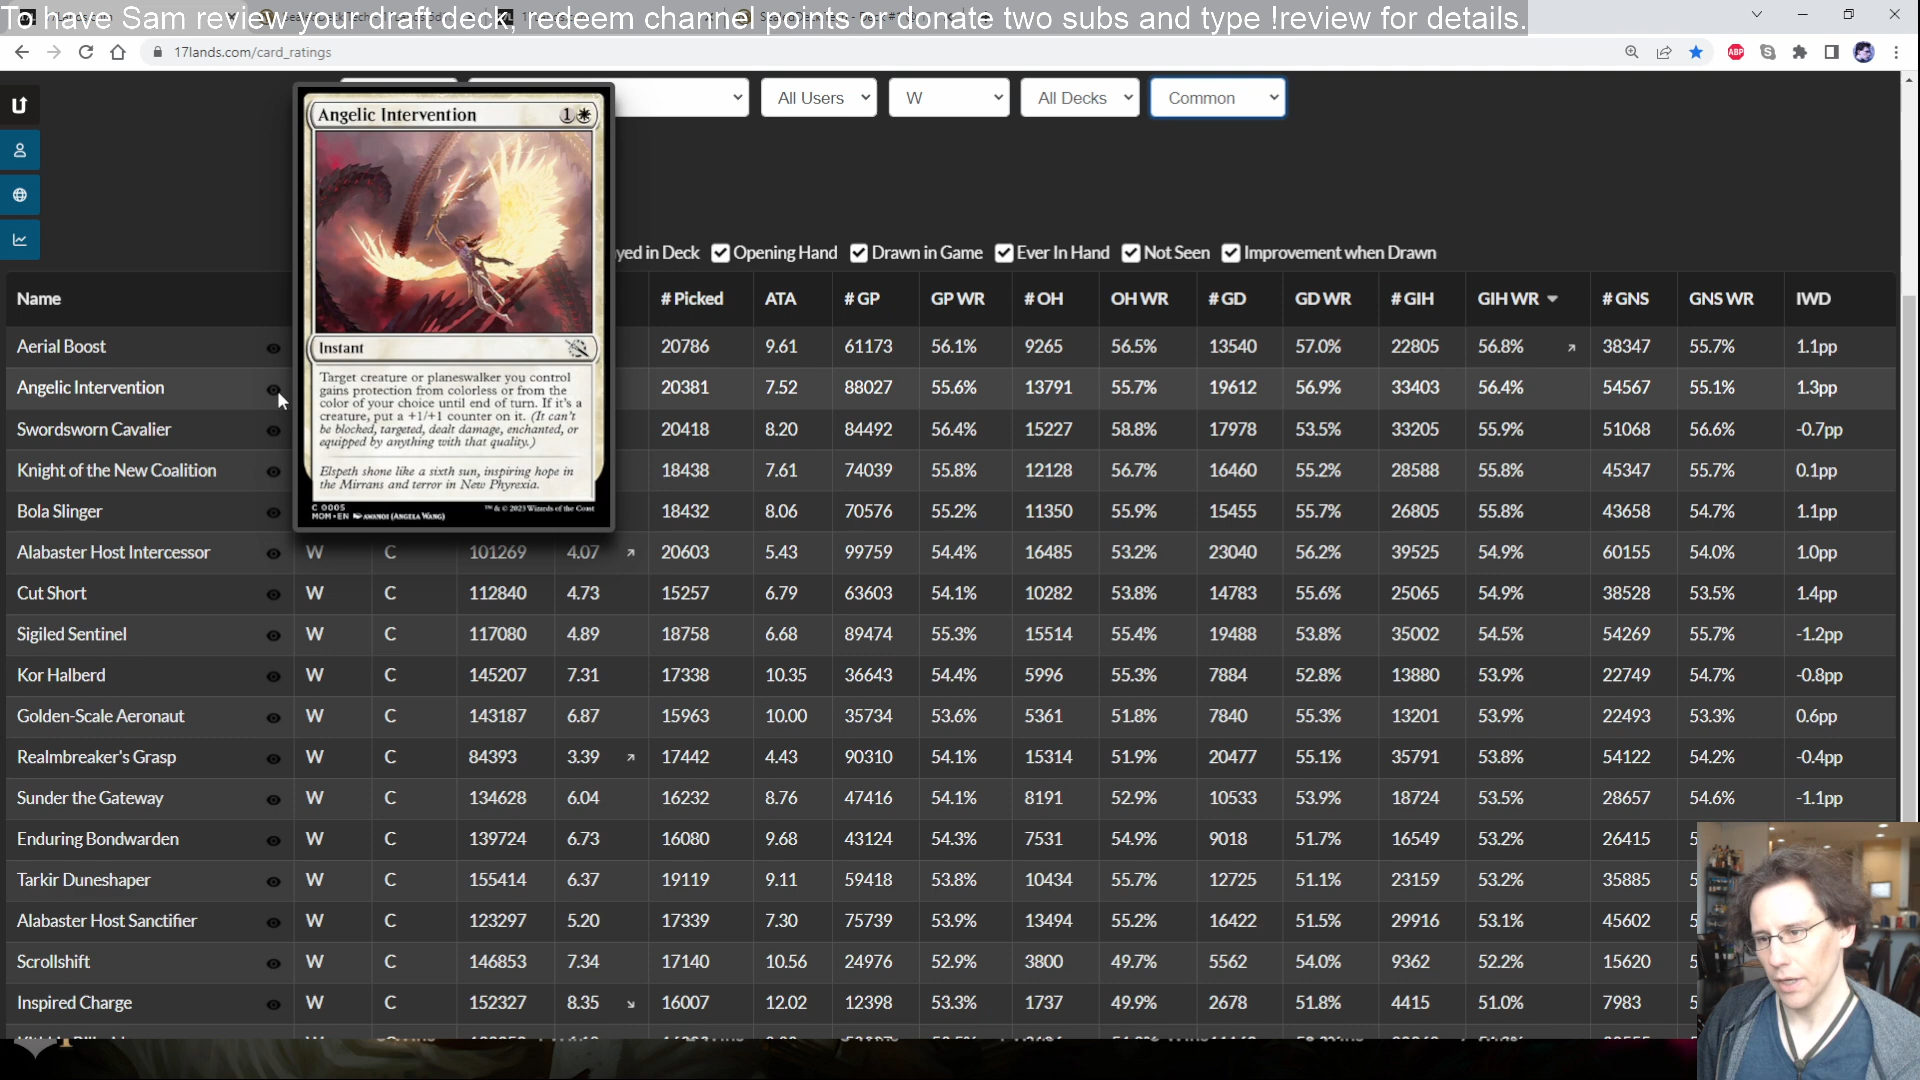 To have Sam review your draft deck, redeem channel points or donate two subs and type !review for details.
17lands.com/card_ratings
All Users
W
All Decks
Common
Angelic Intervention 1
Instant
Target creature or planeswalker you control
gains protection from colorless or from the
color of your choice until end of turn. If it's a
creature, put a +1/+1 counter on it. (It can't
be blocked, targeted, dealt damage, enchanted, or
equipped by anything with that quality.)
Elspeth shone like a sixth sun, inspiring hope in
the Mirrans and terror in New Phyrexia.
C 0005
MOM • EN AWANQI (ANGELA WANG)
™ & © 2023 Wizards of the Coast
in Deck Opening Hand Drawn in Game Ever In Hand Not Seen Improvement when Drawn
Name # Picked ATA # GP GP WR # OH OH WR # GD GD WR # GIH GIH WR # GNS GNS WR IWD
Aerial Boost 20786 9.61 61173 56.1% 9265 56.5% 13540 57.0% 22805 56.8% 38347 55.7% 1.1pp
Angelic Intervention 20381 7.52 88027 55.6% 13791 55.7% 19612 56.9% 33403 56.4% 54567 55.1% 1.3pp
Swordsworn Cavalier 20418 8.20 84492 56.4% 15227 58.8% 17978 53.5% 33205 55.9% 51068 56.6% -0.7pp
Knight of the New Coalition 18438 7.61 74039 55.8% 12128 56.7% 16460 55.2% 28588 55.8% 45347 55.7% 0.1pp
Bola Slinger 18432 8.06 70576 55.2% 11350 55.9% 15455 55.7% 26805 55.8% 43658 54.7% 1.1pp
Alabaster Host Intercessor W C 101269 4.07 20603 5.43 99759 54.4% 16485 53.2% 23040 56.2% 39525 54.9% 60155 54.0% 1.0pp
Cut Short W C 112840 4.73 15257 6.79 63603 54.1% 10282 53.8% 14783 55.6% 25065 54.9% 38528 53.5% 1.4pp
Sigiled Sentinel W C 117080 4.89 18758 6.68 89474 55.3% 15514 55.4% 19488 53.8% 35002 54.5% 54269 55.7% -1.2pp
Kor Halberd W C 145207 7.31 17338 10.35 36643 54.4% 5996 55.3% 7884 52.8% 13880 53.9% 22749 54.7% -0.8pp
Golden-Scale Aeronaut W C 143187 6.87 15963 10.00 35734 53.6% 5361 51.8% 7840 55.3% 13201 53.9% 22493 53.3% 0.6pp
Realmbreaker's Grasp W C 84393 3.39 17442 4.43 90310 54.1% 15314 51.9% 20477 55.1% 35791 53.8% 54122 54.2% -0.4pp
Sunder the Gateway W C 134628 6.04 16232 8.76 47416 54.1% 8191 52.9% 10533 53.9% 18724 53.5% 28657 54.6% -1.1pp
Enduring Bondwarden W C 139724 6.73 16080 9.68 43124 54.3% 7531 54.9% 9018 51.7% 16549 53.2% 26415
Tarkir Duneshaper W C 155414 6.37 19119 9.11 59418 53.8% 10434 55.7% 12725 51.1% 23159 53.2% 35885
Alabaster Host Sanctifier W C 123297 5.20 17339 7.30 75739 53.9% 13494 55.2% 16422 51.5% 29916 53.1% 45602
Scrollshift W C 146853 7.34 17140 10.56 24976 52.9% 3800 49.7% 5562 54.0% 9362 52.2% 15620
Inspired Charge W C 152327 8.35 16007 12.02 12398 53.3% 1737 49.9% 2678 51.8% 4415 51.0% 7983